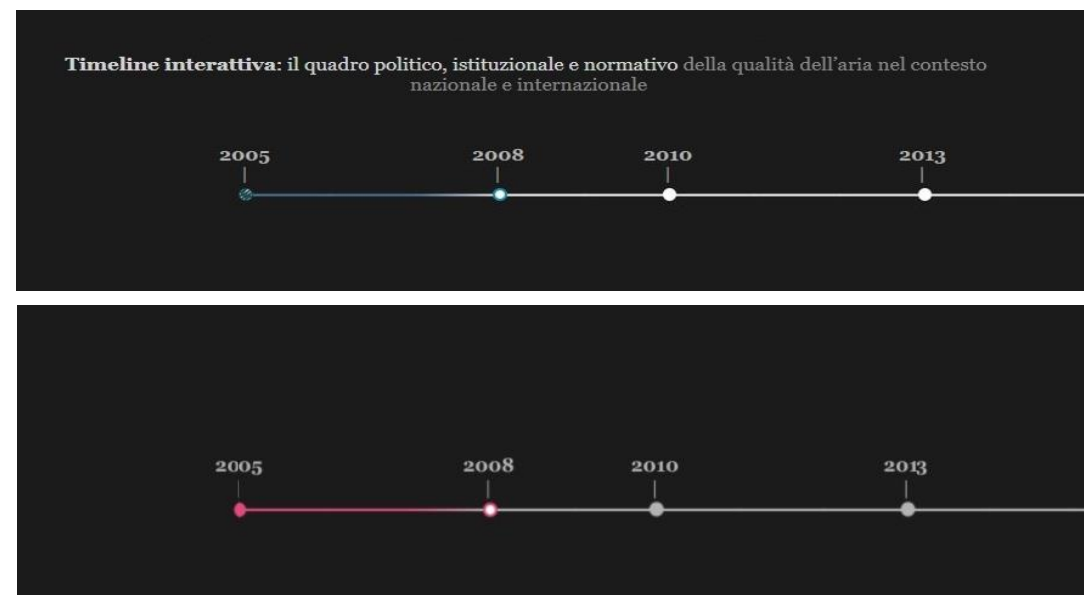 Timeline interattiva: il quadro politico, istituzionale e normativo della qualità dell'aria nel contesto
nazionale e internazionale
2005 2008 2010 2013
2005 2008 2010 2013